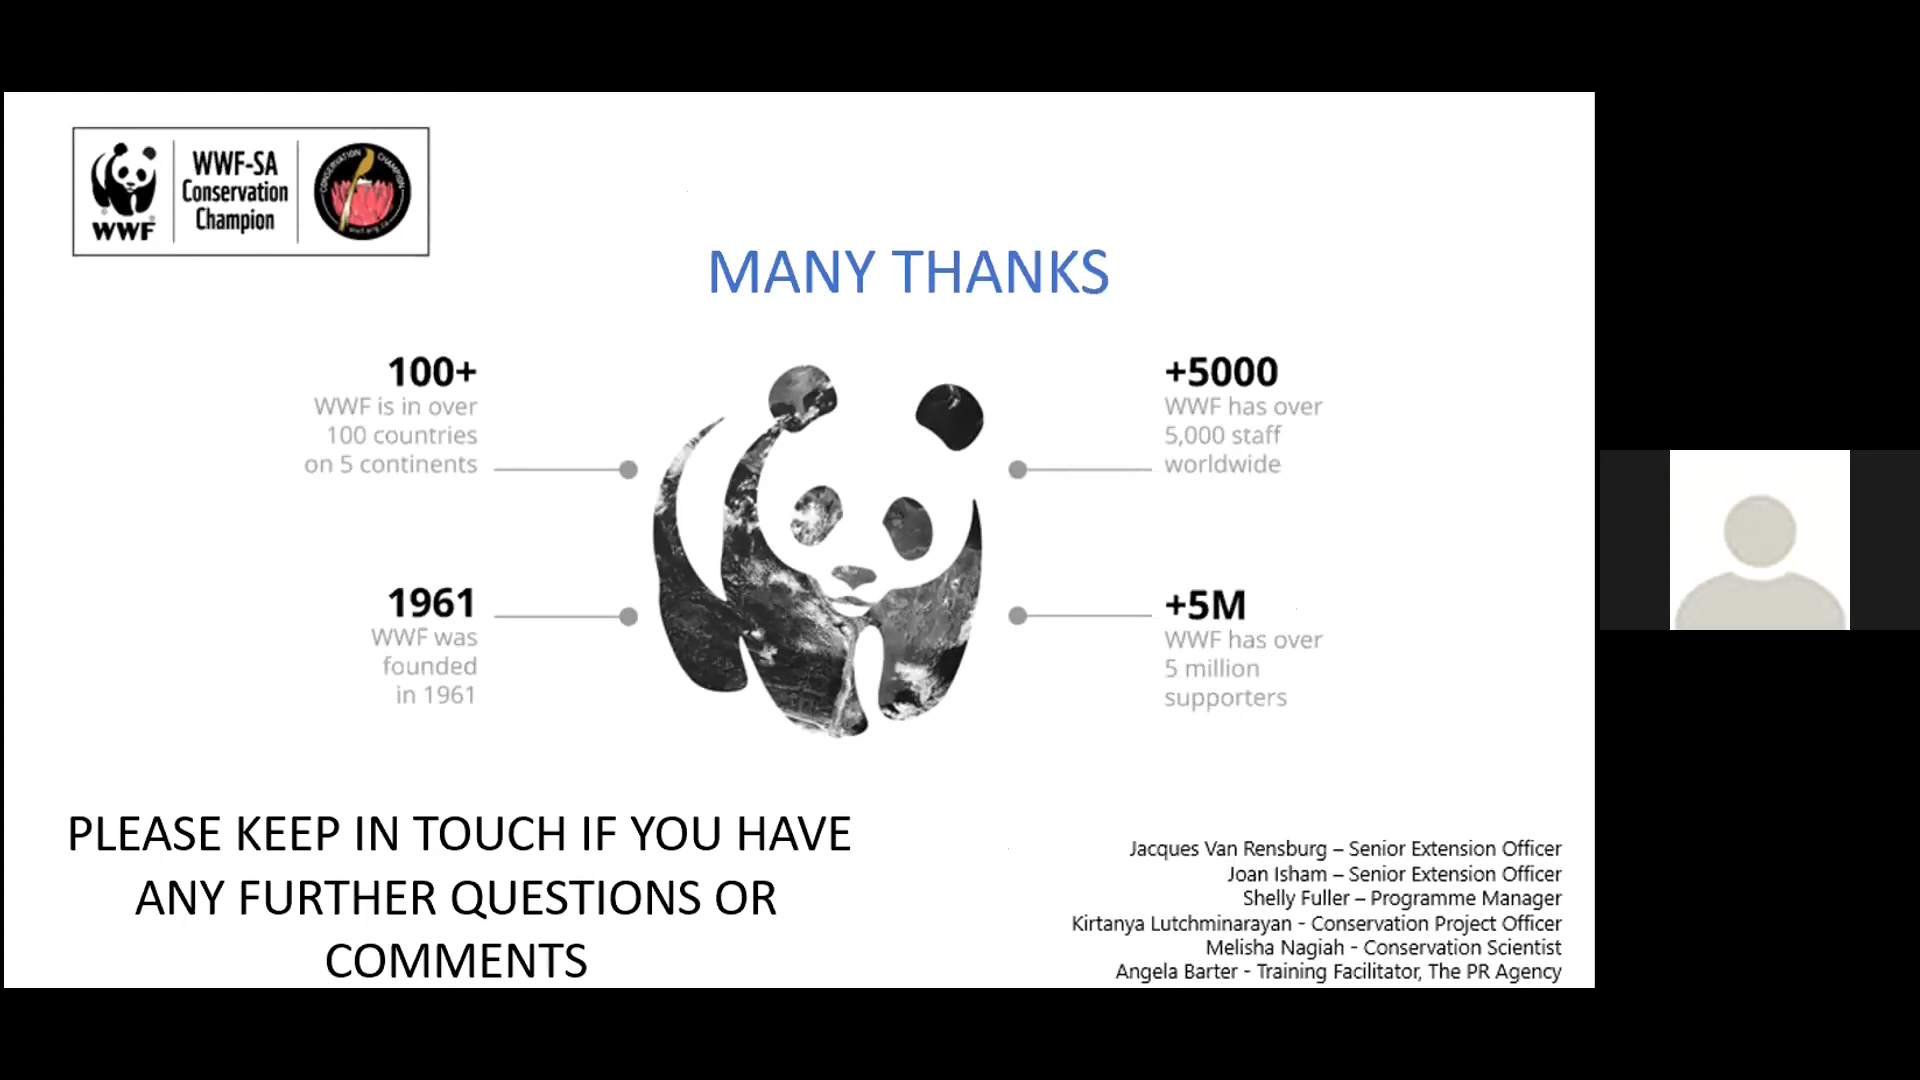 WWF
WWF-SA
Conservation
Champion
CONSERVATION CHAMPION
MANY THANKS
100+
WWF is in over
100 countries
on 5 continents
+5000
WWF has over
5,000 staff
worldwide
1961
WWF was
founded
in 1961
+5M
WWF has over
5 million
supporters
PLEASE KEEP IN TOUCH IF YOU HAVE
ANY FURTHER QUESTIONS OR
COMMENTS
Jacques Van Rensburg – Senior Extension Officer
Joan Isham – Senior Extension Officer
Shelly Fuller – Programme Manager
Kirtanya Lutchminarayan - Conservation Project Officer
Melisha Nagiah - Conservation Scientist
Angela Barter - Training Facilitator, The PR Agency